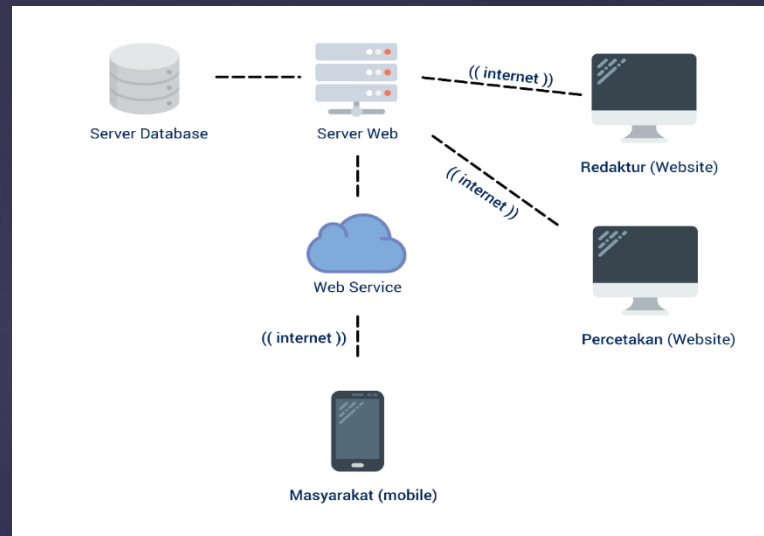 (( internet ))
Server Database
Server Web
Redaktur (Website)
(( internet ))
Web Service
(( internet ))
Percetakan (Website)
Masyarakat (mobile)